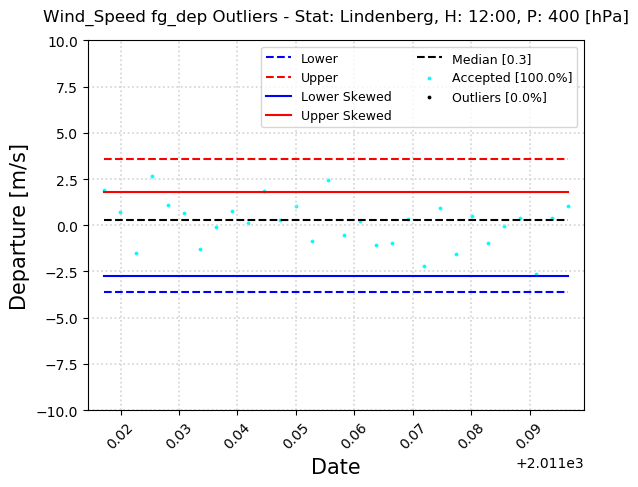 Wind_Speed fg_dep Outliers - Stat: Lindenberg, H: 12:00, P: 400 [hPa]
Lower
Upper
Lower Skewed
Upper Skewed
Median [0.3]
Accepted [100.0%]
Outliers [0.0%]
Departure [m/s]
10.0
7.5
5.0
2.5
0.0
−2.5
−5.0
−7.5
−10.0
0.02
0.03
0.04
0.05
0.06
0.07
0.08
0.09
+2.011e3
Date